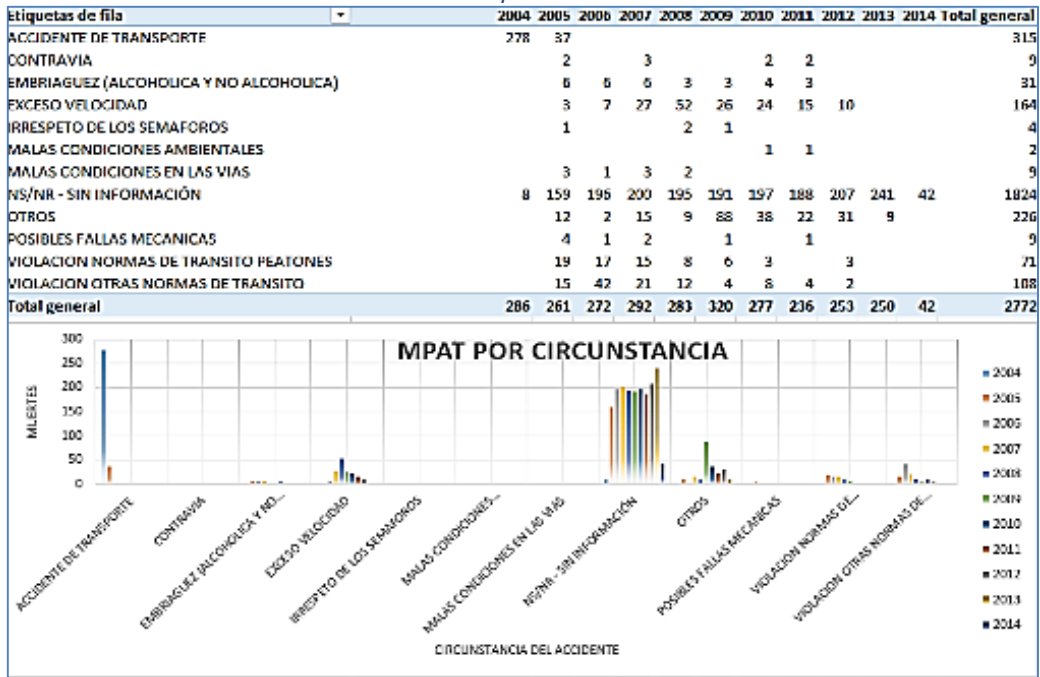 Etiquetas de fila 2004 2005 2006 2007 2008 2009 2010 2011 2012 2013 2014 Total general
ACCIDENTE DE TRANSPORTE 278 37 315
CONTRAVIA 2 3 2 2 9
EMBRIAGUEZ (ALCOHOLICA Y NO ALCOHOLICA) 6 6 6 3 3 4 3 31
EXCESO VELOCIDAD 3 7 27 52 26 24 15 10 164
IRRESPETO DE LOS SEMAFOROS 1 2 1 4
MALAS CONDICIONES AMBIENTALES 1 1 2
MALAS CONDICIONES EN LAS VIAS 3 1 3 2 9
NS/NR - SIN INFORMACIÓN 8 159 196 200 195 191 197 188 207 241 42 1824
OTROS 12 2 15 9 88 38 22 31 9 226
POSIBLES FALLAS MECANICAS 4 1 2 1 1 9
VIOLACION NORMAS DE TRANSITO PEATONES 19 17 15 8 6 3 3 71
VIOLACION OTRAS NORMAS DE TRANSITO 15 42 21 12 4 8 4 2 108
Total general 286 261 272 292 283 320 277 236 253 250 42 2772
MPAT POR CIRCUNSTANCIA
MUERTES
300
250
200
150
100
50
0
ACCIDENTE DE TRANSPORTE
CONTRAVIA
EMBRIAGUEZ (ALCOHOLICA Y NO...
EXCESO VELOCIDAD
IRRESPETO DE LOS SEMAFOROS
MALAS CONDICIONES...
MALAS CONDICIONES EN LAS VIAS
NS/NR - SIN INFORMACIÓN
OTROS
POSIBLES FALLAS MECANICAS
VIOLACION NORMAS DE...
VIOLACION OTRAS NORMAS DE...
CIRCUNSTANCIA DEL ACCIDENTE
2004
2005
2006
2007
2008
2009
2010
2011
2012
2013
2014